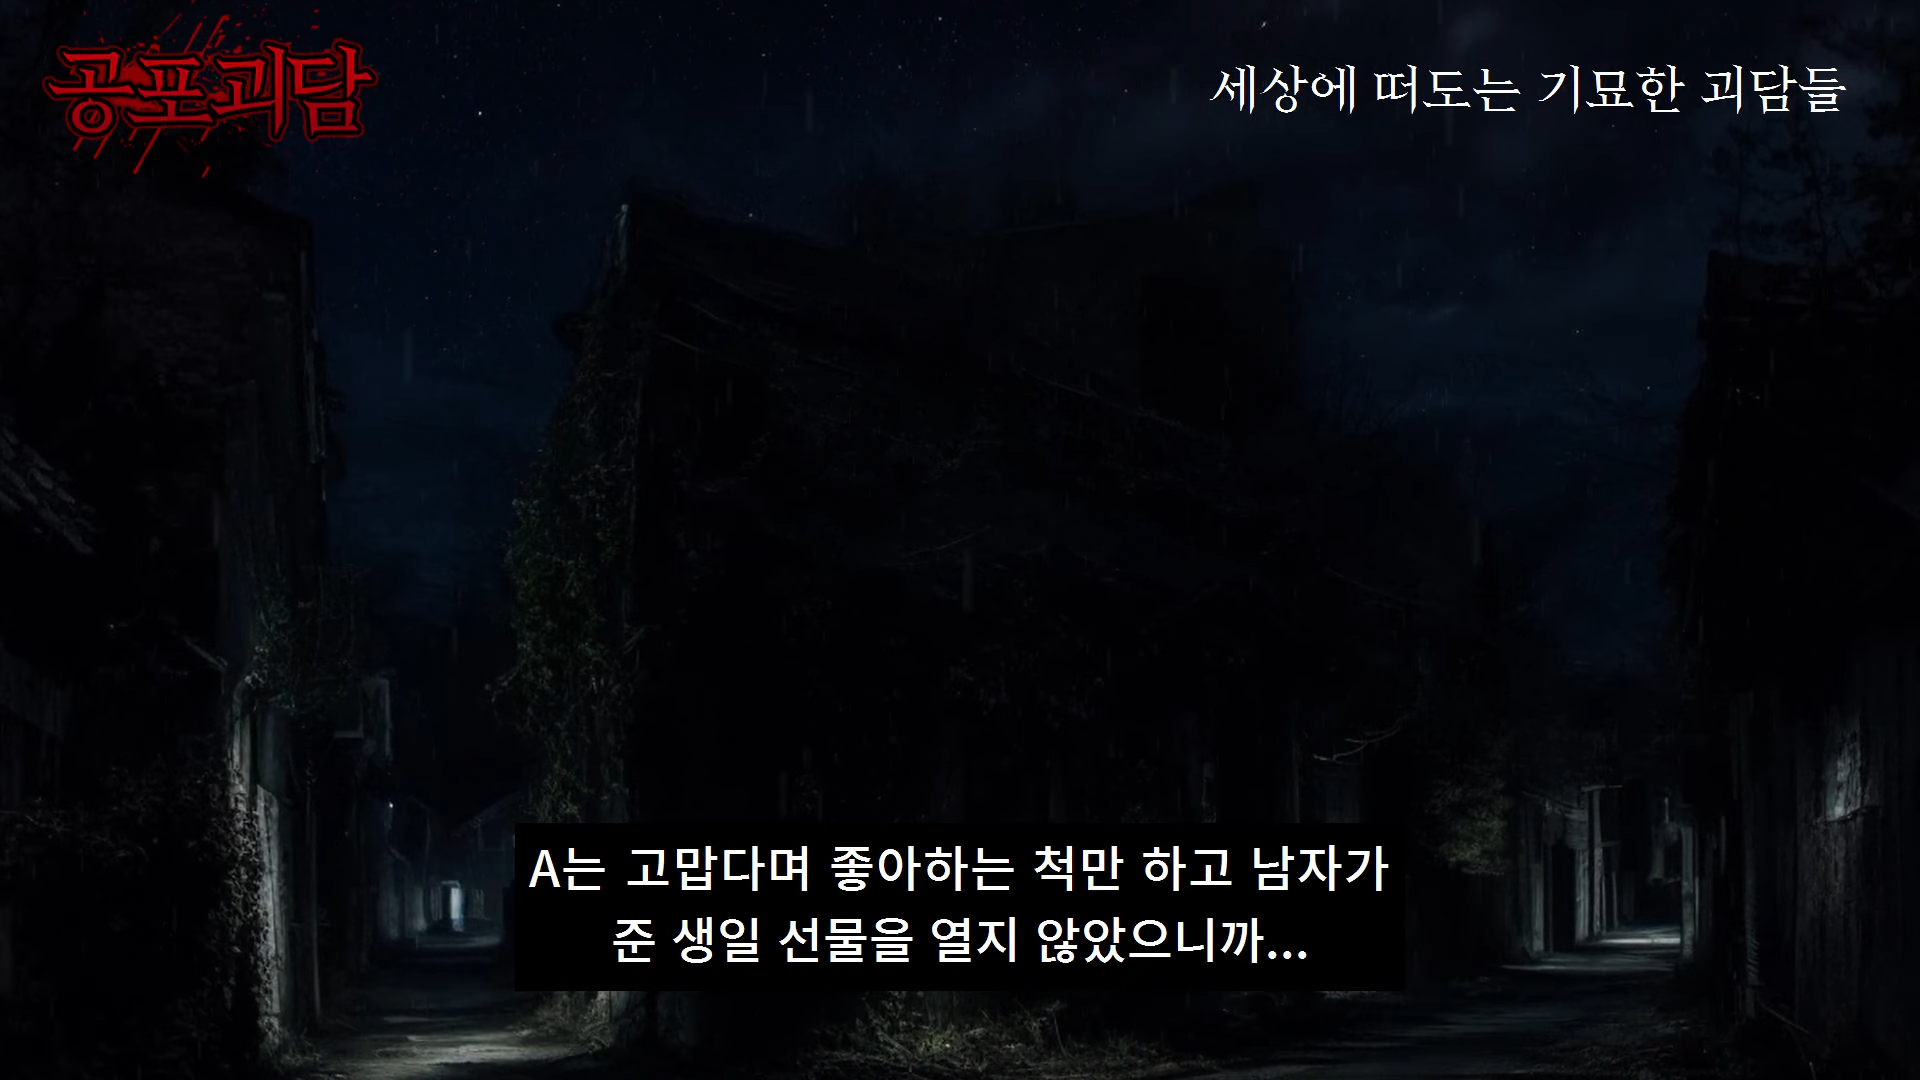 공포괴담
세상에 떠도는 기묘한 괴담들
A는 고맙다며 좋아하는 척만 하고 남자가
준 생일 선물을 열지 않았으니까...